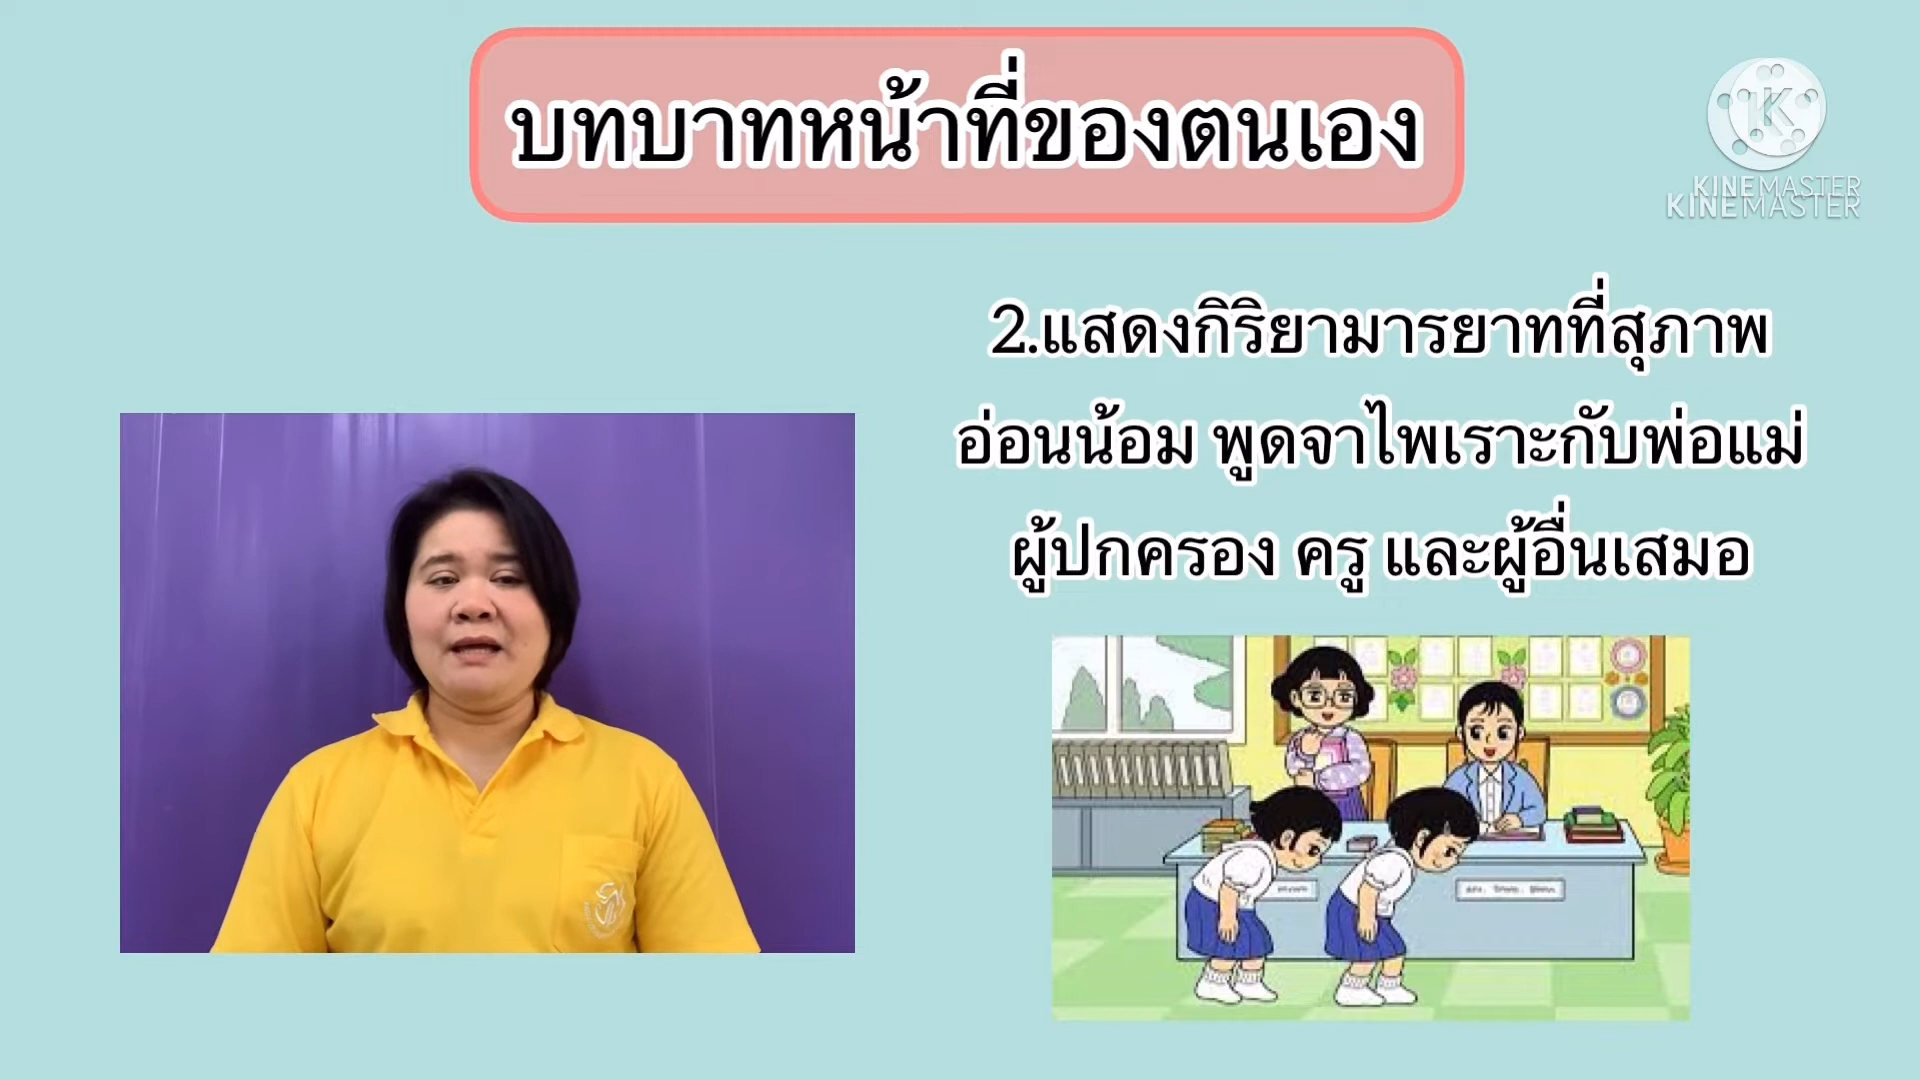 บทบาทหน้าที่ของตนเอง
KINEMASTER
KINEMASTER
2.แสดงกิริยามารยาทที่สุภาพ
อ่อนน้อม พูดจาไพเราะกับพ่อแม่
ผู้ปกครอง ครู และผู้อื่นเสมอ